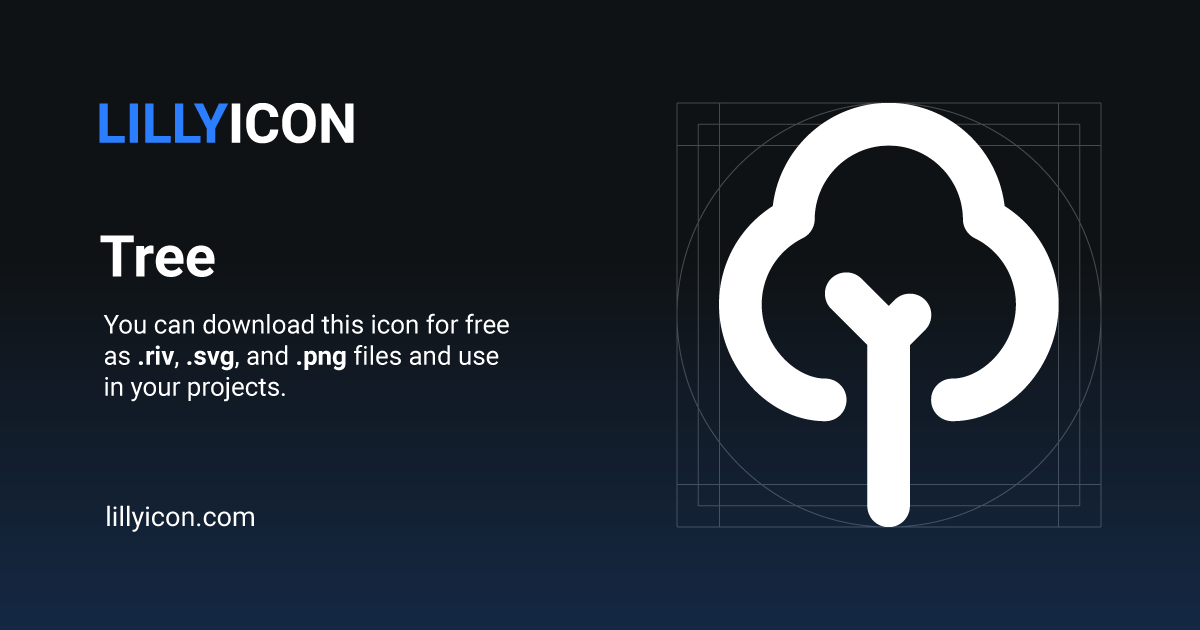 LILLYICON
Tree
You can download this icon for free
as .riv, .svg, and .png files and use
in your projects.
lillyicon.com